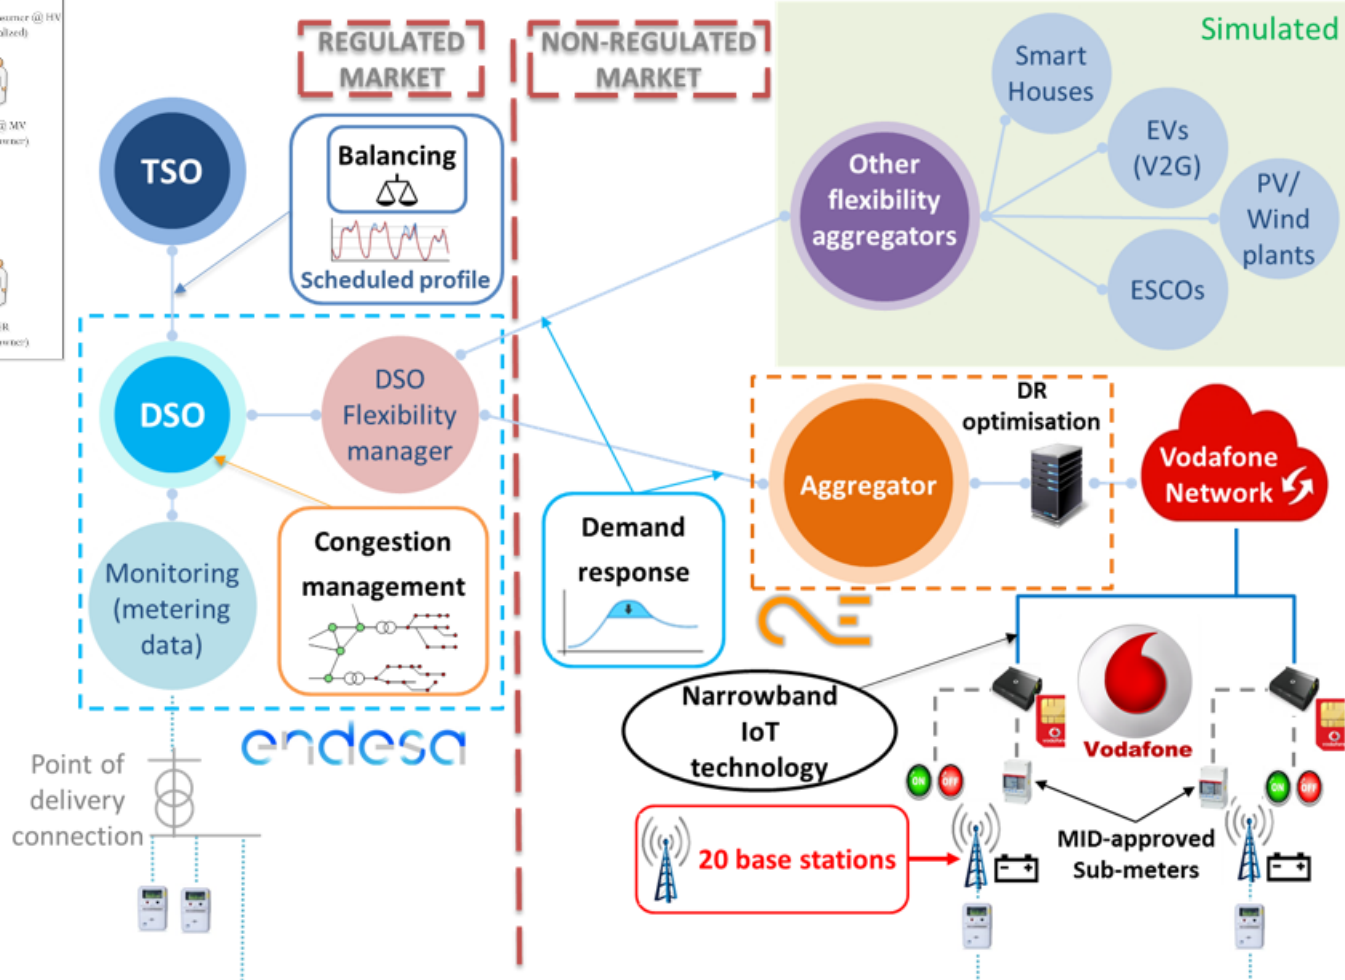 @ HV
@ MV
REGULATED
MARKET
NON-REGULATED
MARKET
Simulated
TSO
Balancing
Scheduled profile
Other
flexibility
aggregators
Smart
Houses
EVs
(V2G)
PV/
Wind
plants
ESCOs
DSO
DSO
Flexibility
manager
Monitoring
(metering
data)
Congestion
management
endesa
Demand
response
Aggregator
DR
optimisation
Vodafone
Network
Narrowband
IoT
technology
Vodafone
ON
OFF
ON
OFF
MID-approved
Sub-meters
20 base stations
Point of
delivery
connection